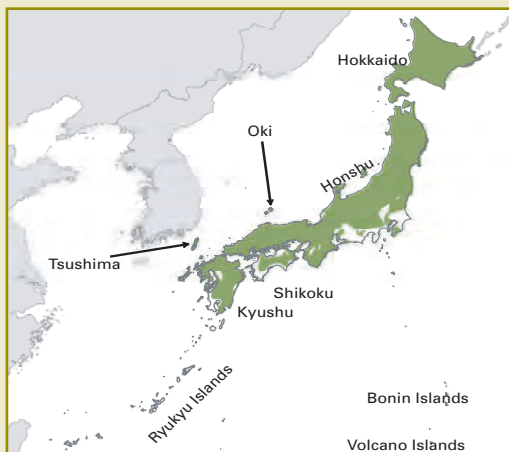 Hokkaido
Oki
Honshu
Tsushima
Shikoku
Kyushu
Ryukyu Islands
Bonin Islands
Volcano Islands